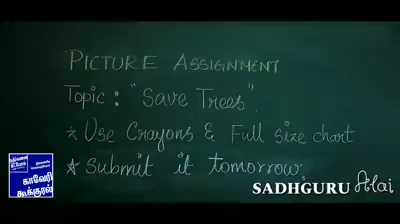 PICTURE ASSIGNMENT
Topic : "Save Trees".
* Use Crayons & Full size chart
* Submit it tomorrow
காவேரி
கூக்குரல்
SADHGURU Alai